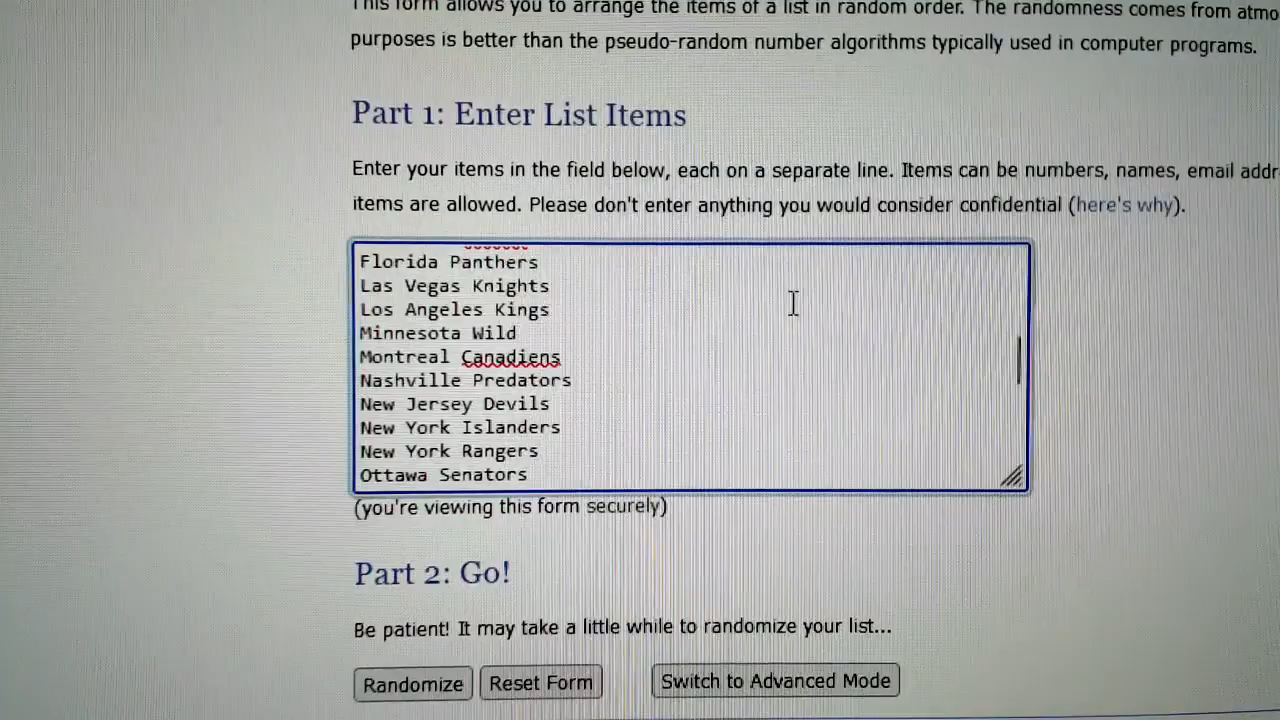 This form allows you to arrange the items of a list in random order. The randomness comes from atmo
purposes is better than the pseudo-random number algorithms typically used in computer programs.
Part 1: Enter List Items
Enter your items in the field below, each on a separate line. Items can be numbers, names, email addr
items are allowed. Please don't enter anything you would consider confidential (here's why).
Florida Panthers
Las Vegas Knights
Los Angeles Kings
Minnesota Wild
Montreal Canadiens
Nashville Predators
New Jersey Devils
New York Islanders
New York Rangers
Ottawa Senators
(you're viewing this form securely)
Part 2: Go!
Be patient! It may take a little while to randomize your list...
Randomize Reset Form Switch to Advanced Mode